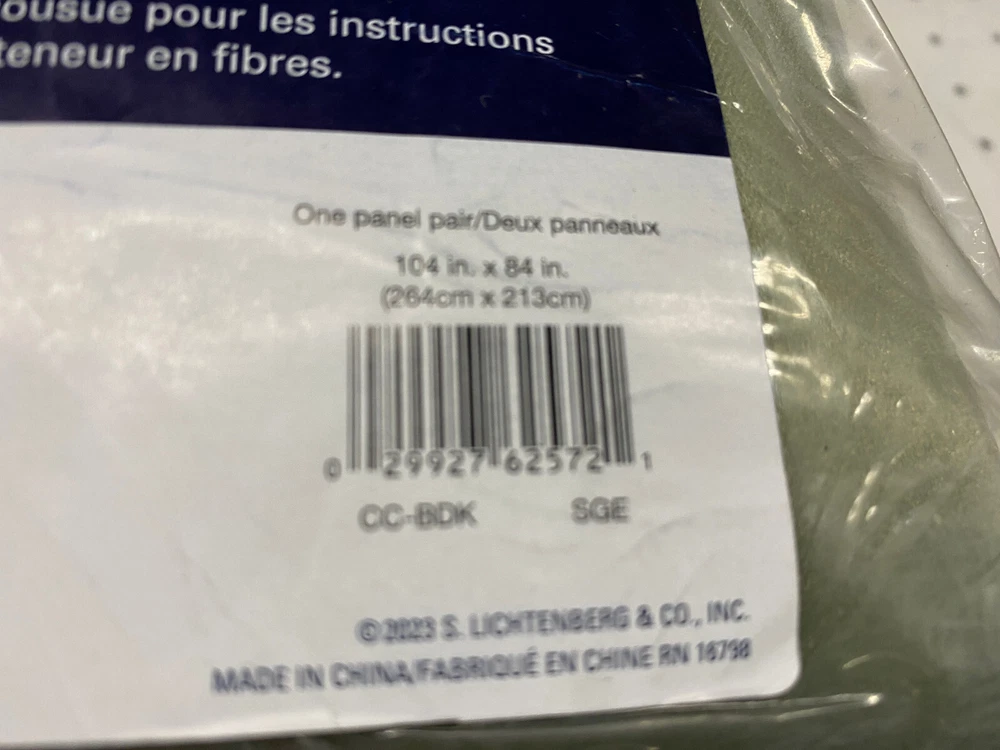 ousue pour les instructions
teneur en fibres.
One panel pair/Deux panneaux
104 in. x 84 in.
(264cm x 213cm)
0 29927 62572 1
CC-BDK SGE
©2023 S. LICHTENBERG & CO., INC.
MADE IN CHINA/FABRIQUÉ EN CHINE RN 16798